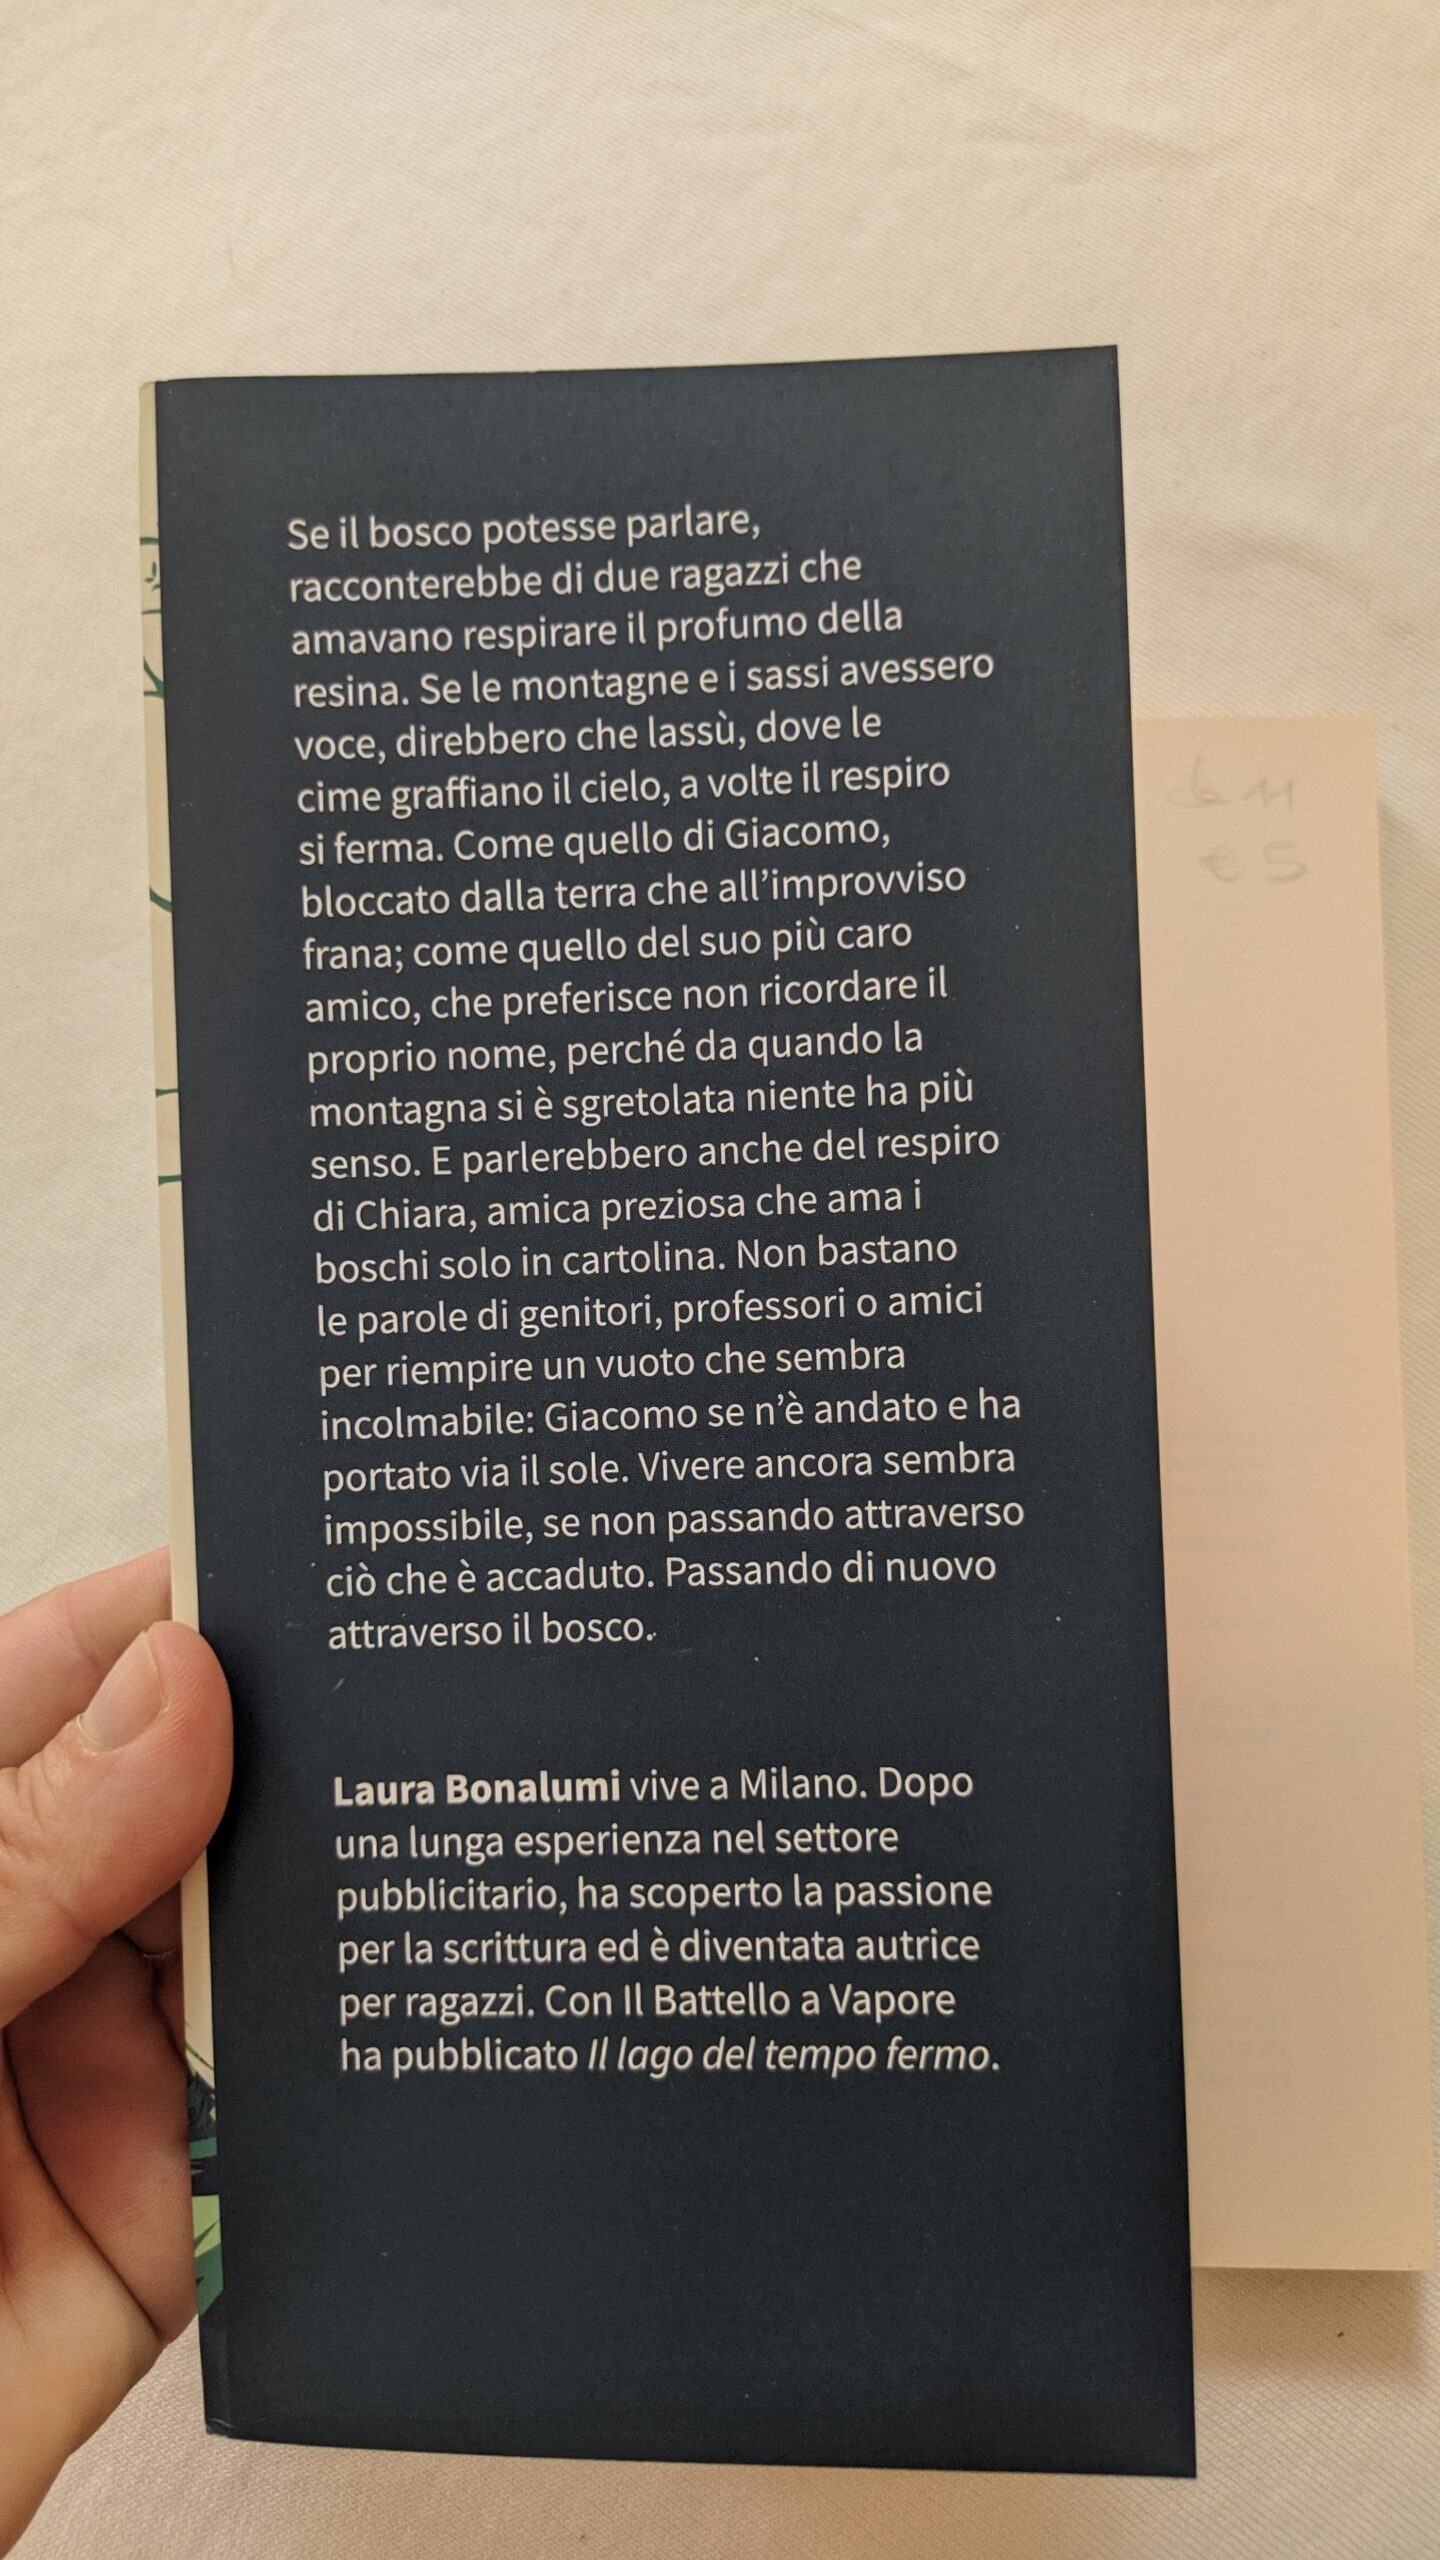 Se il bosco potesse parlare,
racconterebbe di due ragazzi che
amavano respirare il profumo della
resina. Se le montagne e i sassi avessero
voce, direbbero che lassù, dove le
cime graffiano il cielo, a volte il respiro
si ferma. Come quello di Giacomo,
bloccato dalla terra che all’improvviso
frana; come quello del suo più caro
amico, che preferisce non ricordare il
proprio nome, perché da quando la
montagna si è sgretolata niente ha più
senso. E parlerebbero anche del respiro
di Chiara, amica preziosa che ama i
boschi solo in cartolina. Non bastano
le parole di genitori, professori o amici
per riempire un vuoto che sembra
incolmabile: Giacomo se n’è andato e ha
portato via il sole. Vivere ancora sembra
impossibile, se non passando attraverso
ciò che è accaduto. Passando di nuovo
attraverso il bosco.
Laura Bonalumi vive a Milano. Dopo
una lunga esperienza nel settore
pubblicitario, ha scoperto la passione
per la scrittura ed è diventata autrice
per ragazzi. Con Il Battello a Vapore
ha pubblicato Il lago del tempo fermo.
€ 5